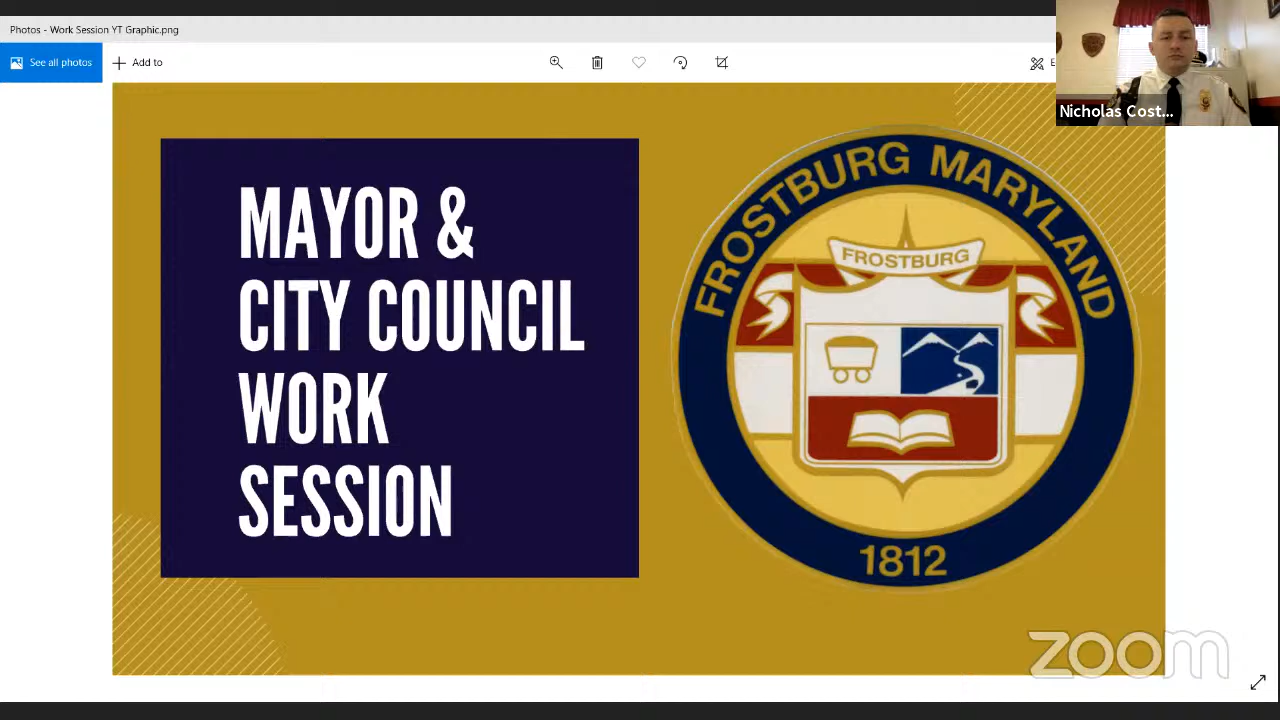 Photos - Work Session YT Graphic.png
See all photos
Add to
E
Nicholas Cost...
MAYOR &
CITY COUNCIL
WORK
SESSION
FROSTBURG MARYLAND
FROSTBURG
1812
zoom